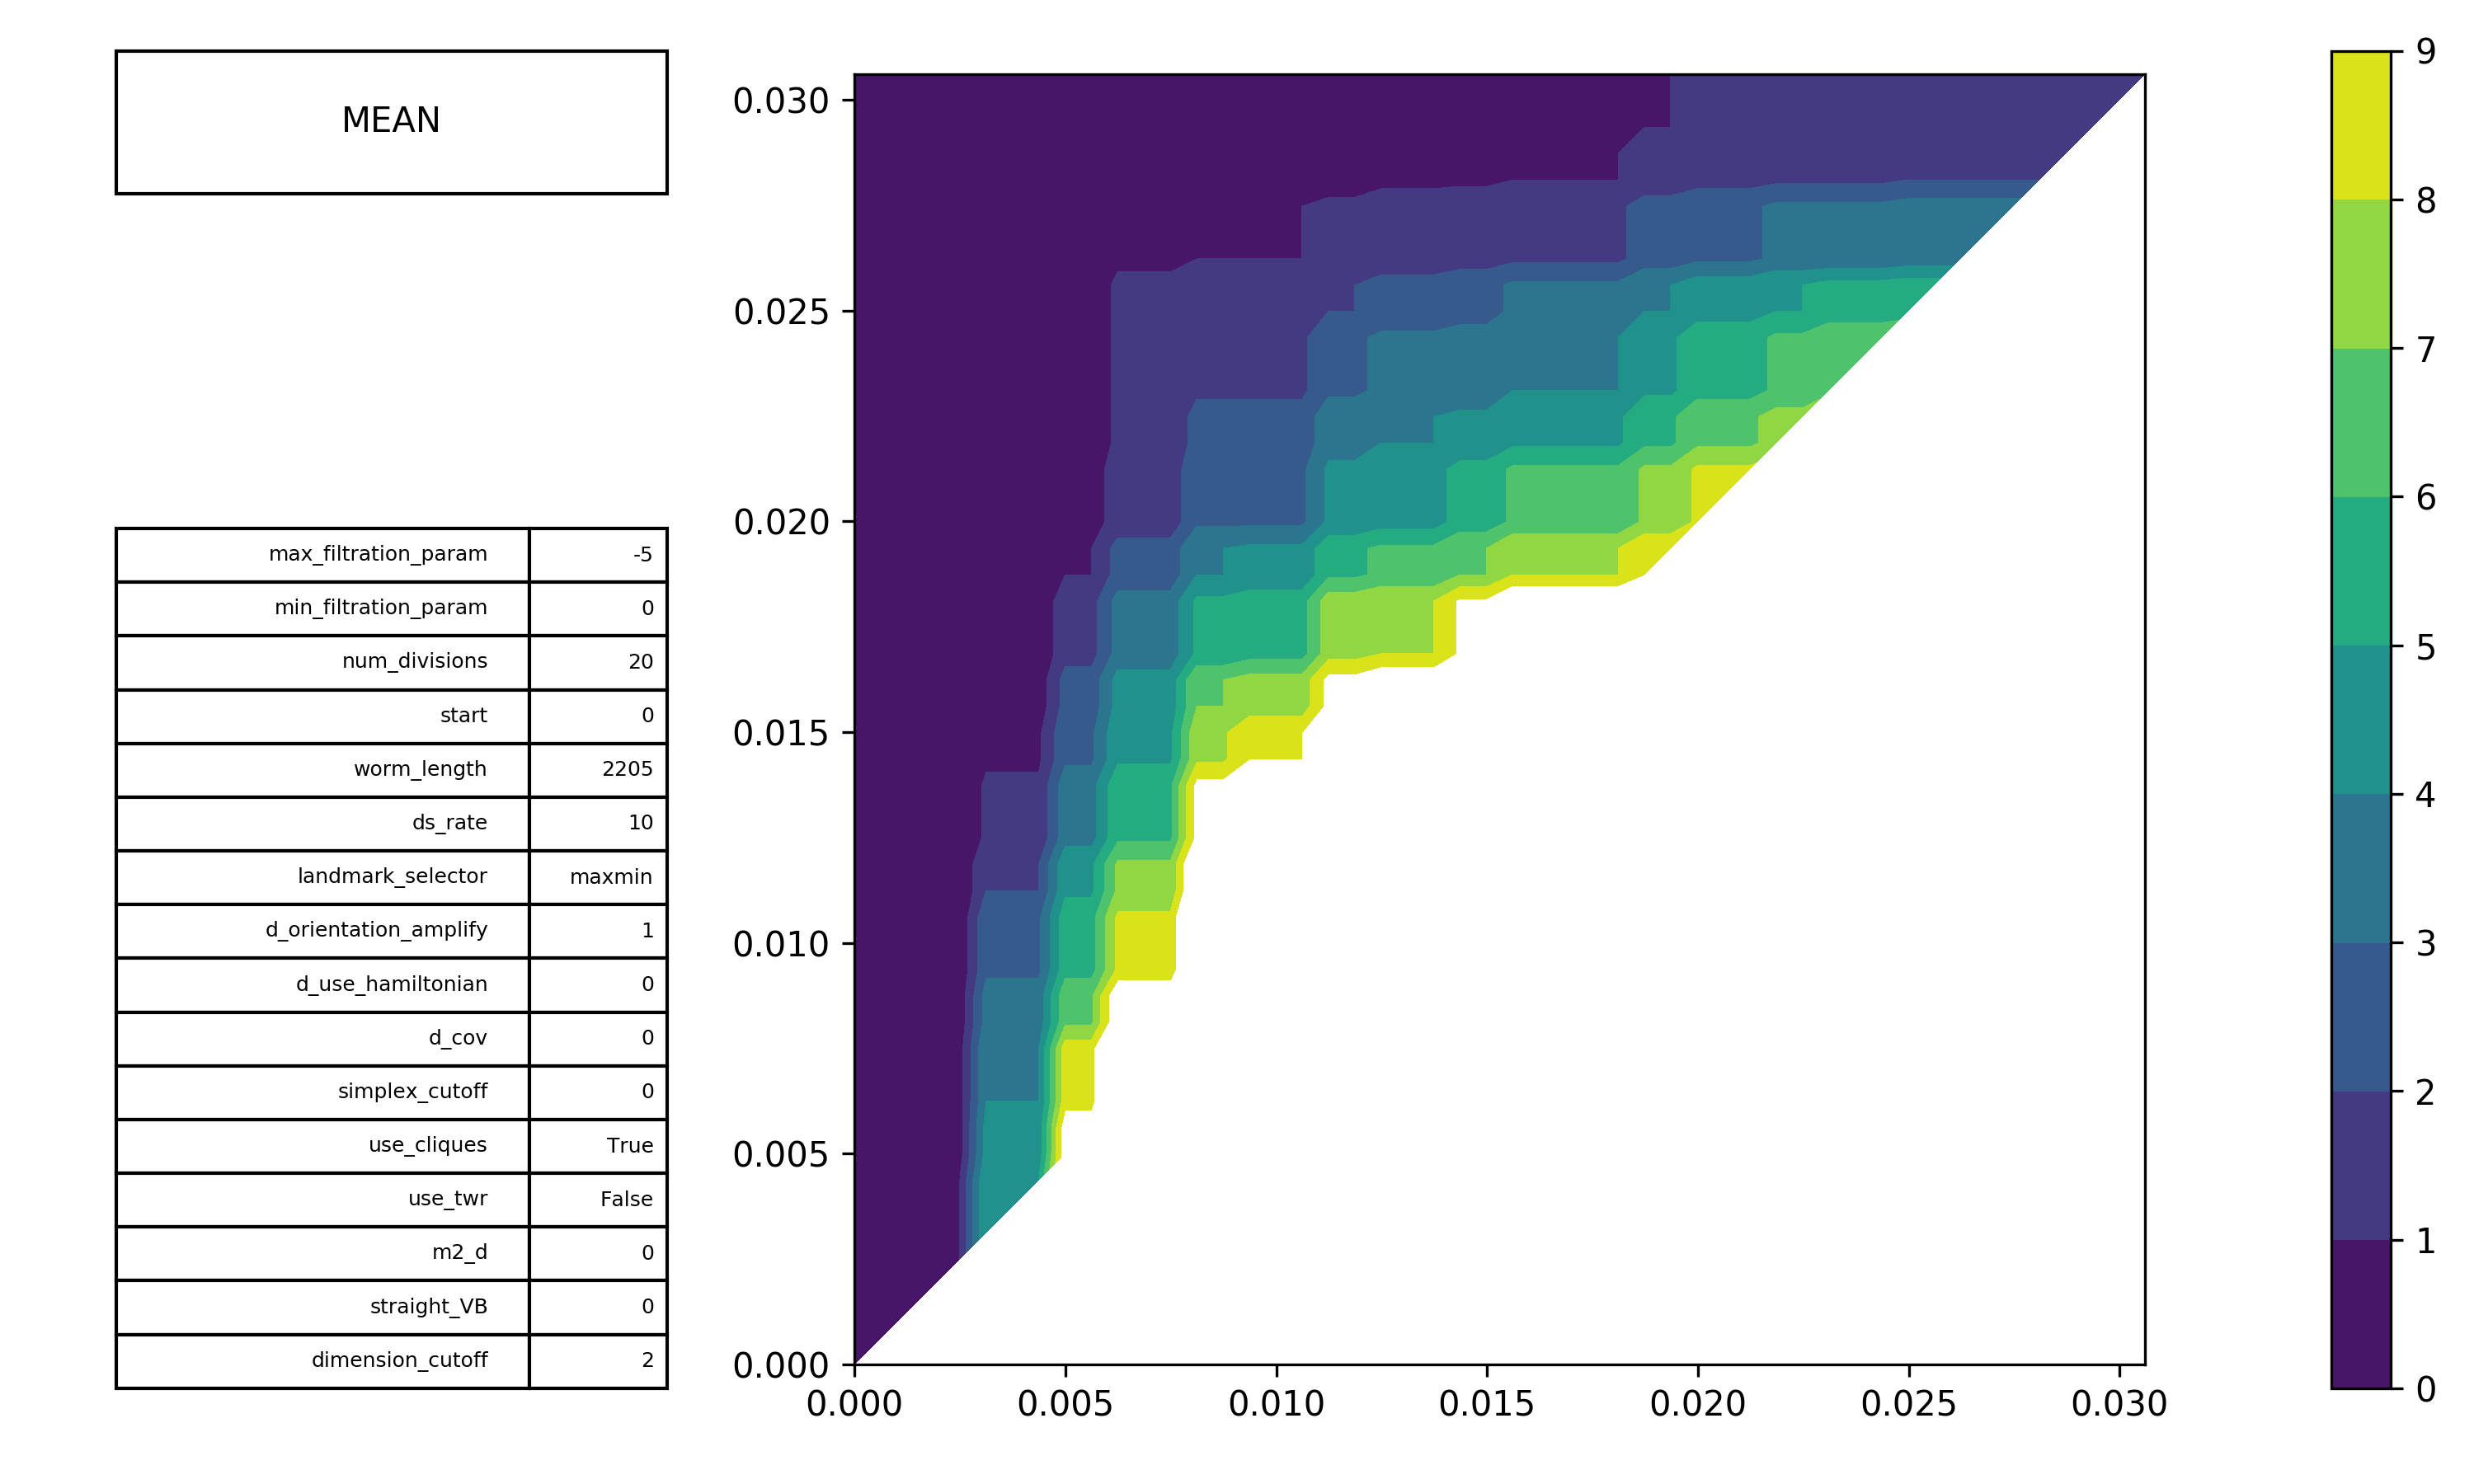 MEAN
max_filtration_param -5
min_filtration_param 0
num_divisions 20
start 0
worm_length 2205
ds_rate 10
landmark_selector maxmin
d_orientation_amplify 1
d_use_hamiltonian 0
d_cov 0
simplex_cutoff 0
use_cliques True
use_twr False
m2_d 0
straight_VB 0
dimension_cutoff 2
0.030
0.025
0.020
0.015
0.010
0.005
0.000
0.000 0.005 0.010 0.015 0.020 0.025 0.030
9
8
7
6
5
4
3
2
1
0